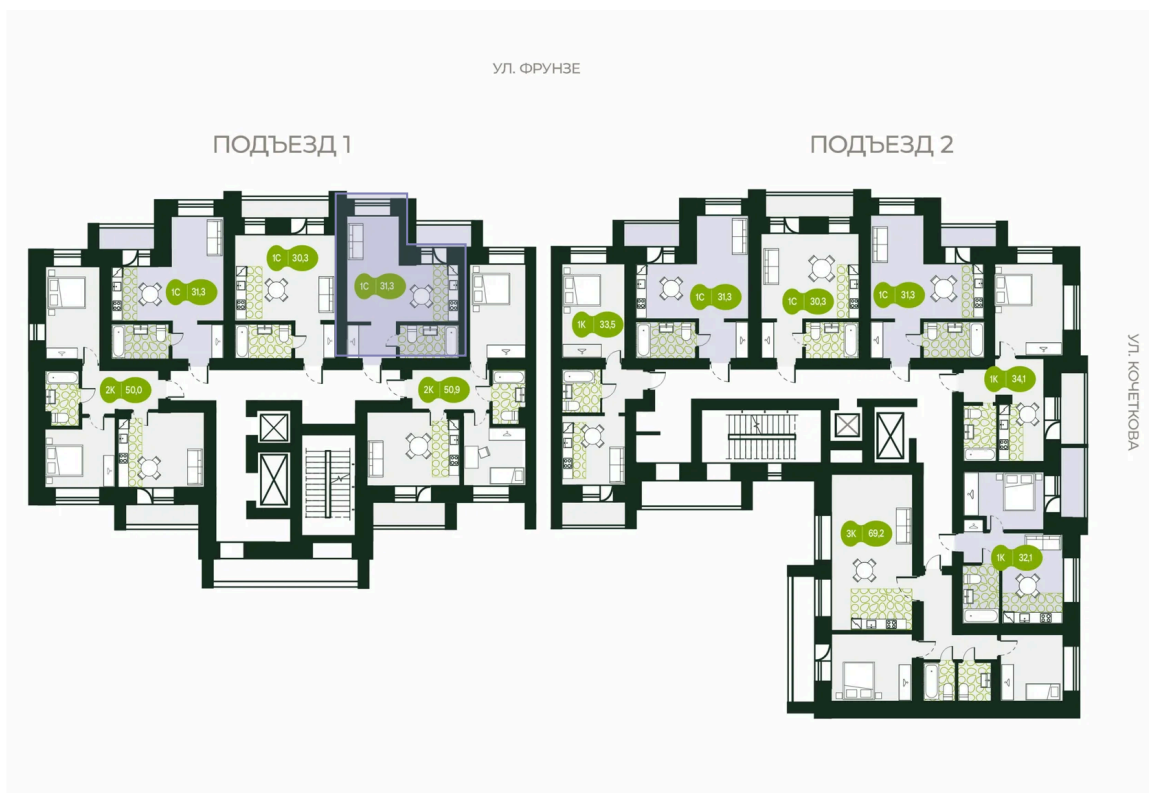 УЛ. ФРУНЗЕ
ПОДЪЕЗД 1
ПОДЪЕЗД 2
1С 31,3
1С 30,3
1С 31,3
2К 50,0
2К 50,9
1К 33,5
1С 31,3
1С 30,3
1С 31,3
1К 34,1
3К 69,2
1К 32,1
УЛ. КОЧЕТКОВА